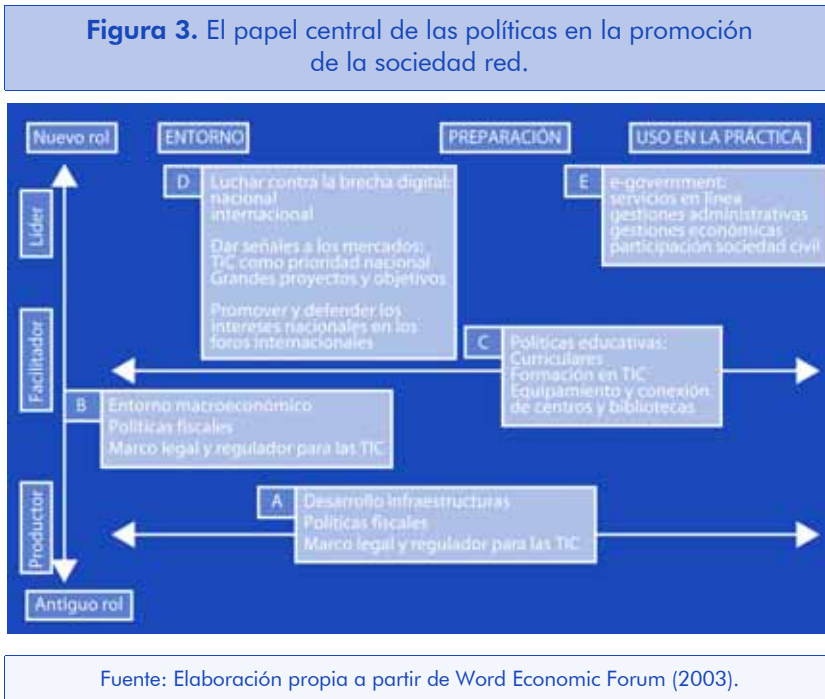 Figura 3. El papel central de las políticas en la promoción
de la sociedad red.
Nuevo rol
ENTORNO
PREPARACIÓN
USO EN LA PRÁCTICA
Líder
D
Luchar contra la brecha digital:
nacional
internacional
Dar señales a los mercados:
TIC como prioridad nacional
Grandes proyectos y objetivos
Promover y defender los
intereses nacionales en los
foros internacionales
E
e-government:
servicios en línea
gestiones administrativas
gestiones económicas
participación sociedad civil
Facilitador
C
Políticas educativas:
Curriculares
Formación en TIC
Equipamiento y conexión
de centros y bibliotecas
B
Entorno macroeconómico
Políticas fiscales
Marco legal y regulador para las TIC
Productor
A
Desarrollo infraestructuras
Políticas fiscales
Marco legal y regulador para las TIC
Antiguo rol
Fuente: Elaboración propia a partir de Word Economic Forum (2003).